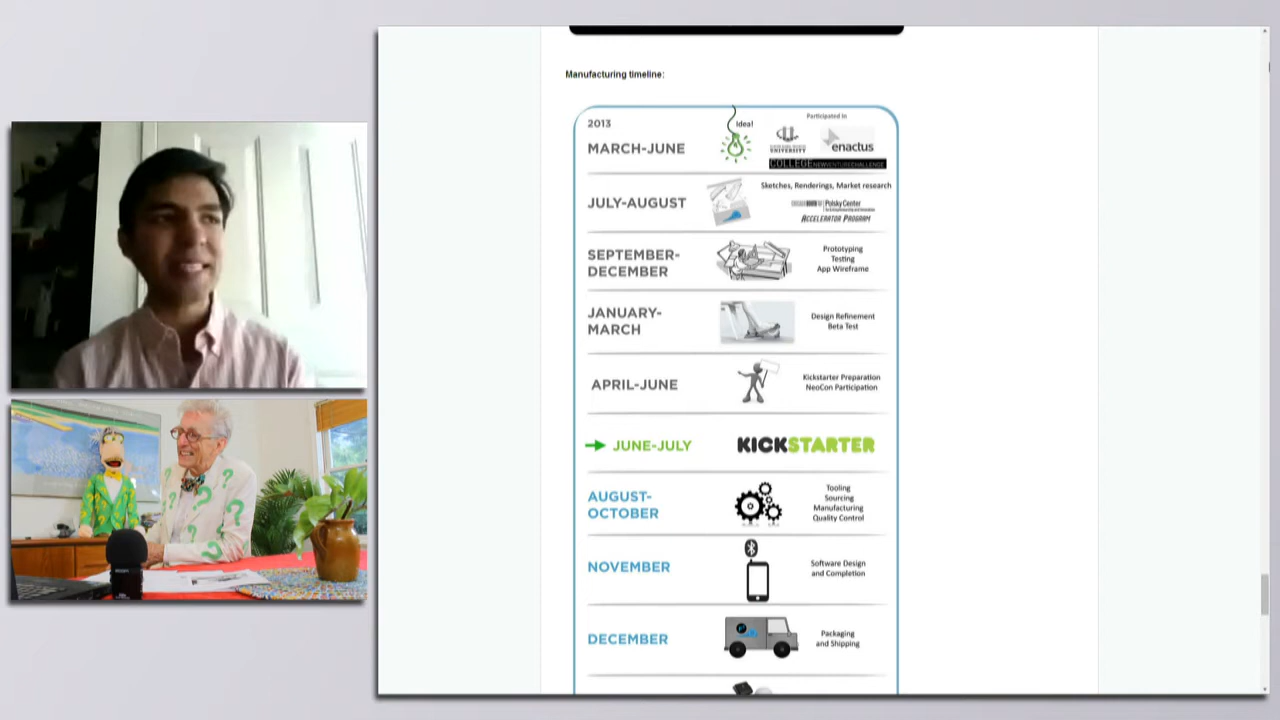 Manufacturing timeline:
2013
MARCH-JUNE
Idea!
Participated in
UNIVERSITY
enactus
COLLEGE NEW VENTURE CHALLENGE
JULY-AUGUST
Sketches, Renderings, Market research
Polsky Center
ACCELERATOR PROGRAM
SEPTEMBER-
DECEMBER
Prototyping
Testing
App Wireframe
JANUARY-
MARCH
Design Refinement
Beta Test
APRIL-JUNE
Kickstarter Preparation
NeoCon Participation
JUNE-JULY
KICKSTARTER
AUGUST-
OCTOBER
Tooling
Sourcing
Manufacturing
Quality Control
NOVEMBER
Software Design
and Completion
DECEMBER
Packaging
and Shipping